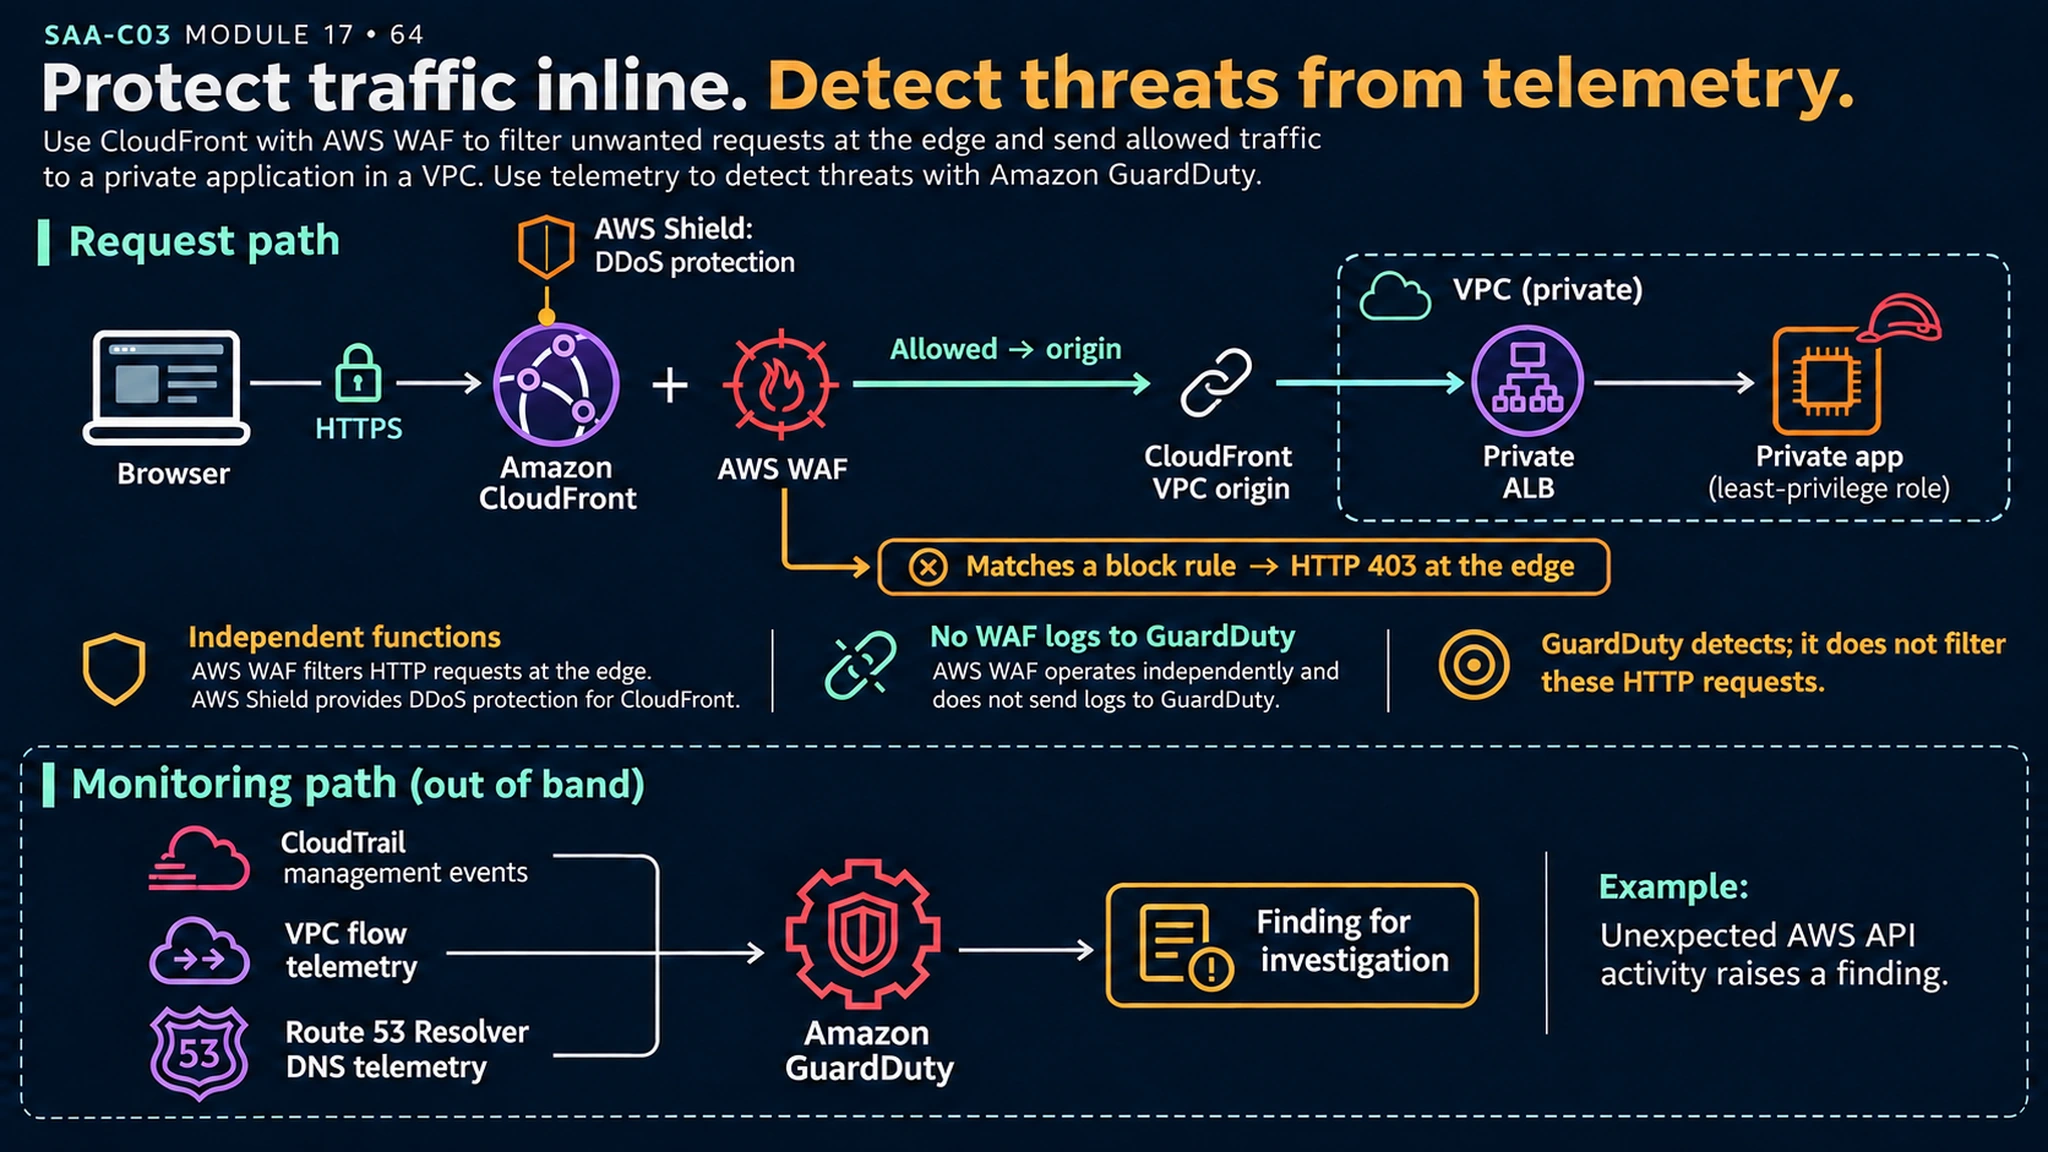 SAA-C03 MODULE 17 • 64
Protect traffic inline. Detect threats from telemetry.
Use CloudFront with AWS WAF to filter unwanted requests at the edge and send allowed traffic
to a private application in a VPC. Use telemetry to detect threats with Amazon GuardDuty.
Request path
AWS Shield:
DDoS protection
Browser
HTTPS
Amazon
CloudFront
+
AWS WAF
Allowed → origin
CloudFront
VPC origin
VPC (private)
Private
ALB
Private app
(least-privilege role)
Matches a block rule → HTTP 403 at the edge
Independent functions
AWS WAF filters HTTP requests at the edge.
AWS Shield provides DDoS protection for CloudFront.
No WAF logs to GuardDuty
AWS WAF operates independently and
does not send logs to GuardDuty.
GuardDuty detects; it does not filter
these HTTP requests.
Monitoring path (out of band)
CloudTrail
management events
VPC flow
telemetry
53
Route 53 Resolver
DNS telemetry
Amazon
GuardDuty
Finding for
investigation
Example:
Unexpected AWS API
activity raises a finding.